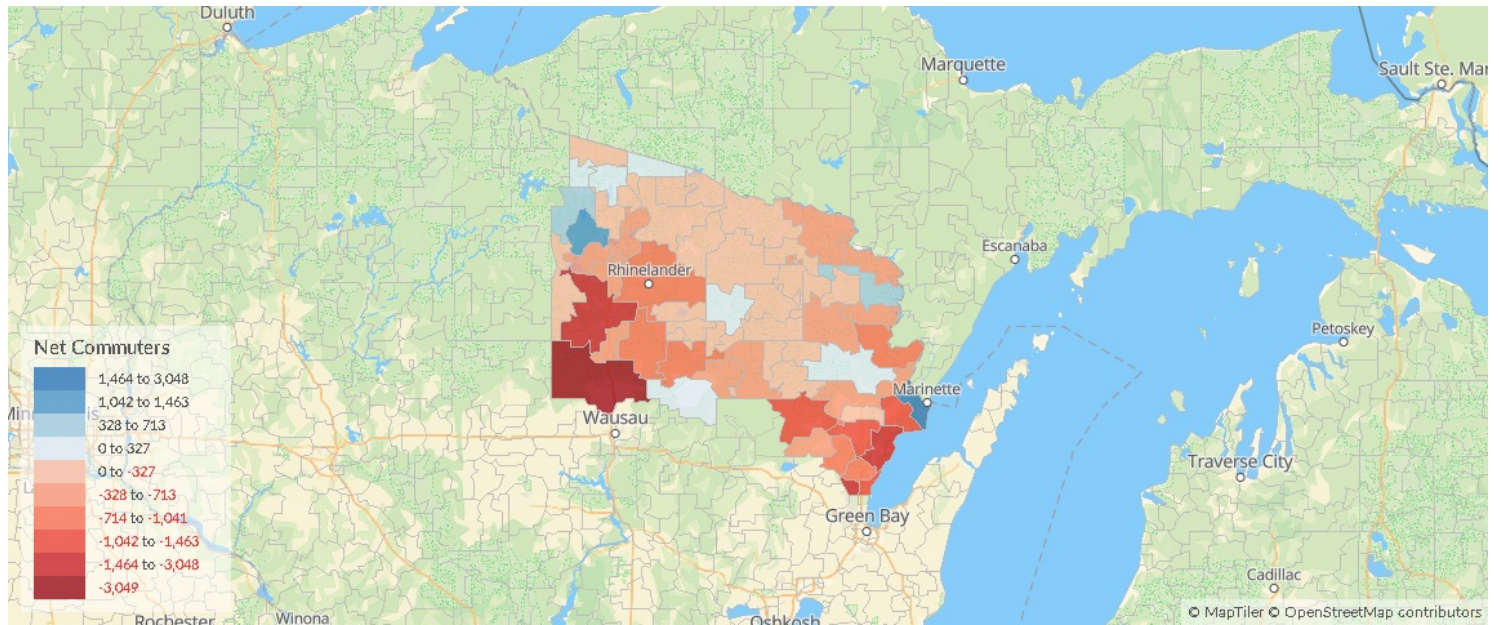 Duluth
Marquette
Sault Ste. Mar
Escanaba
Rhinelander
Petoskey
Net Commuters
1,464 to 3,048
1,042 to 1,463
328 to 713
0 to 327
0 to -327
-328 to -713
-714 to -1,041
-1,042 to -1,463
-1,464 to -3,048
-3,049
Marinette
Wausau
Traverse City
Green Bay
Cadillac
Rochester
Winona
Oshkosh
© MapTiler © OpenStreetMap contributors